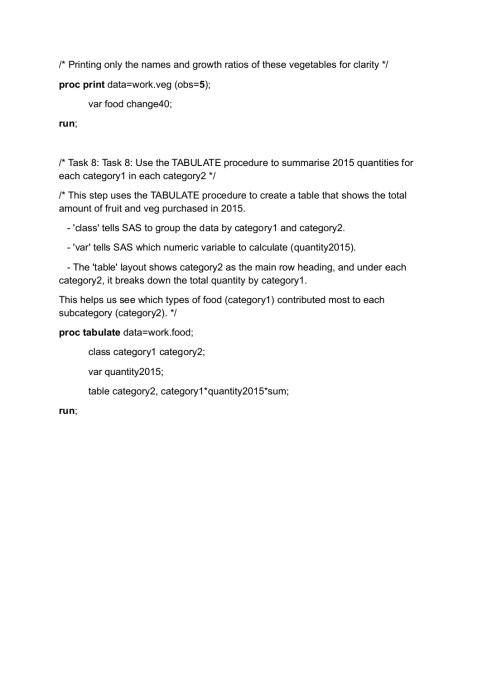 /* Printing only the names and growth ratios of these vegetables for clarity */
proc print data=work.veg (obs=5);
var food change40;
run;
/* Task 8: Task 8: Use the TABULATE procedure to summarise 2015 quantities for
each category1 in each category2 */
/* This step uses the TABULATE procedure to create a table that shows the total
amount of fruit and veg purchased in 2015.
- 'class' tells SAS to group the data by category1 and category2.
- 'var' tells SAS which numeric variable to calculate (quantity2015).
- The 'table' layout shows category2 as the main row heading, and under each
category2, it breaks down the total quantity by category1.
This helps us see which types of food (category1) contributed most to each
subcategory (category2). */
proc tabulate data=work.food;
class category1 category2;
var quantity2015;
table category2, category1*quantity2015*sum;
run;